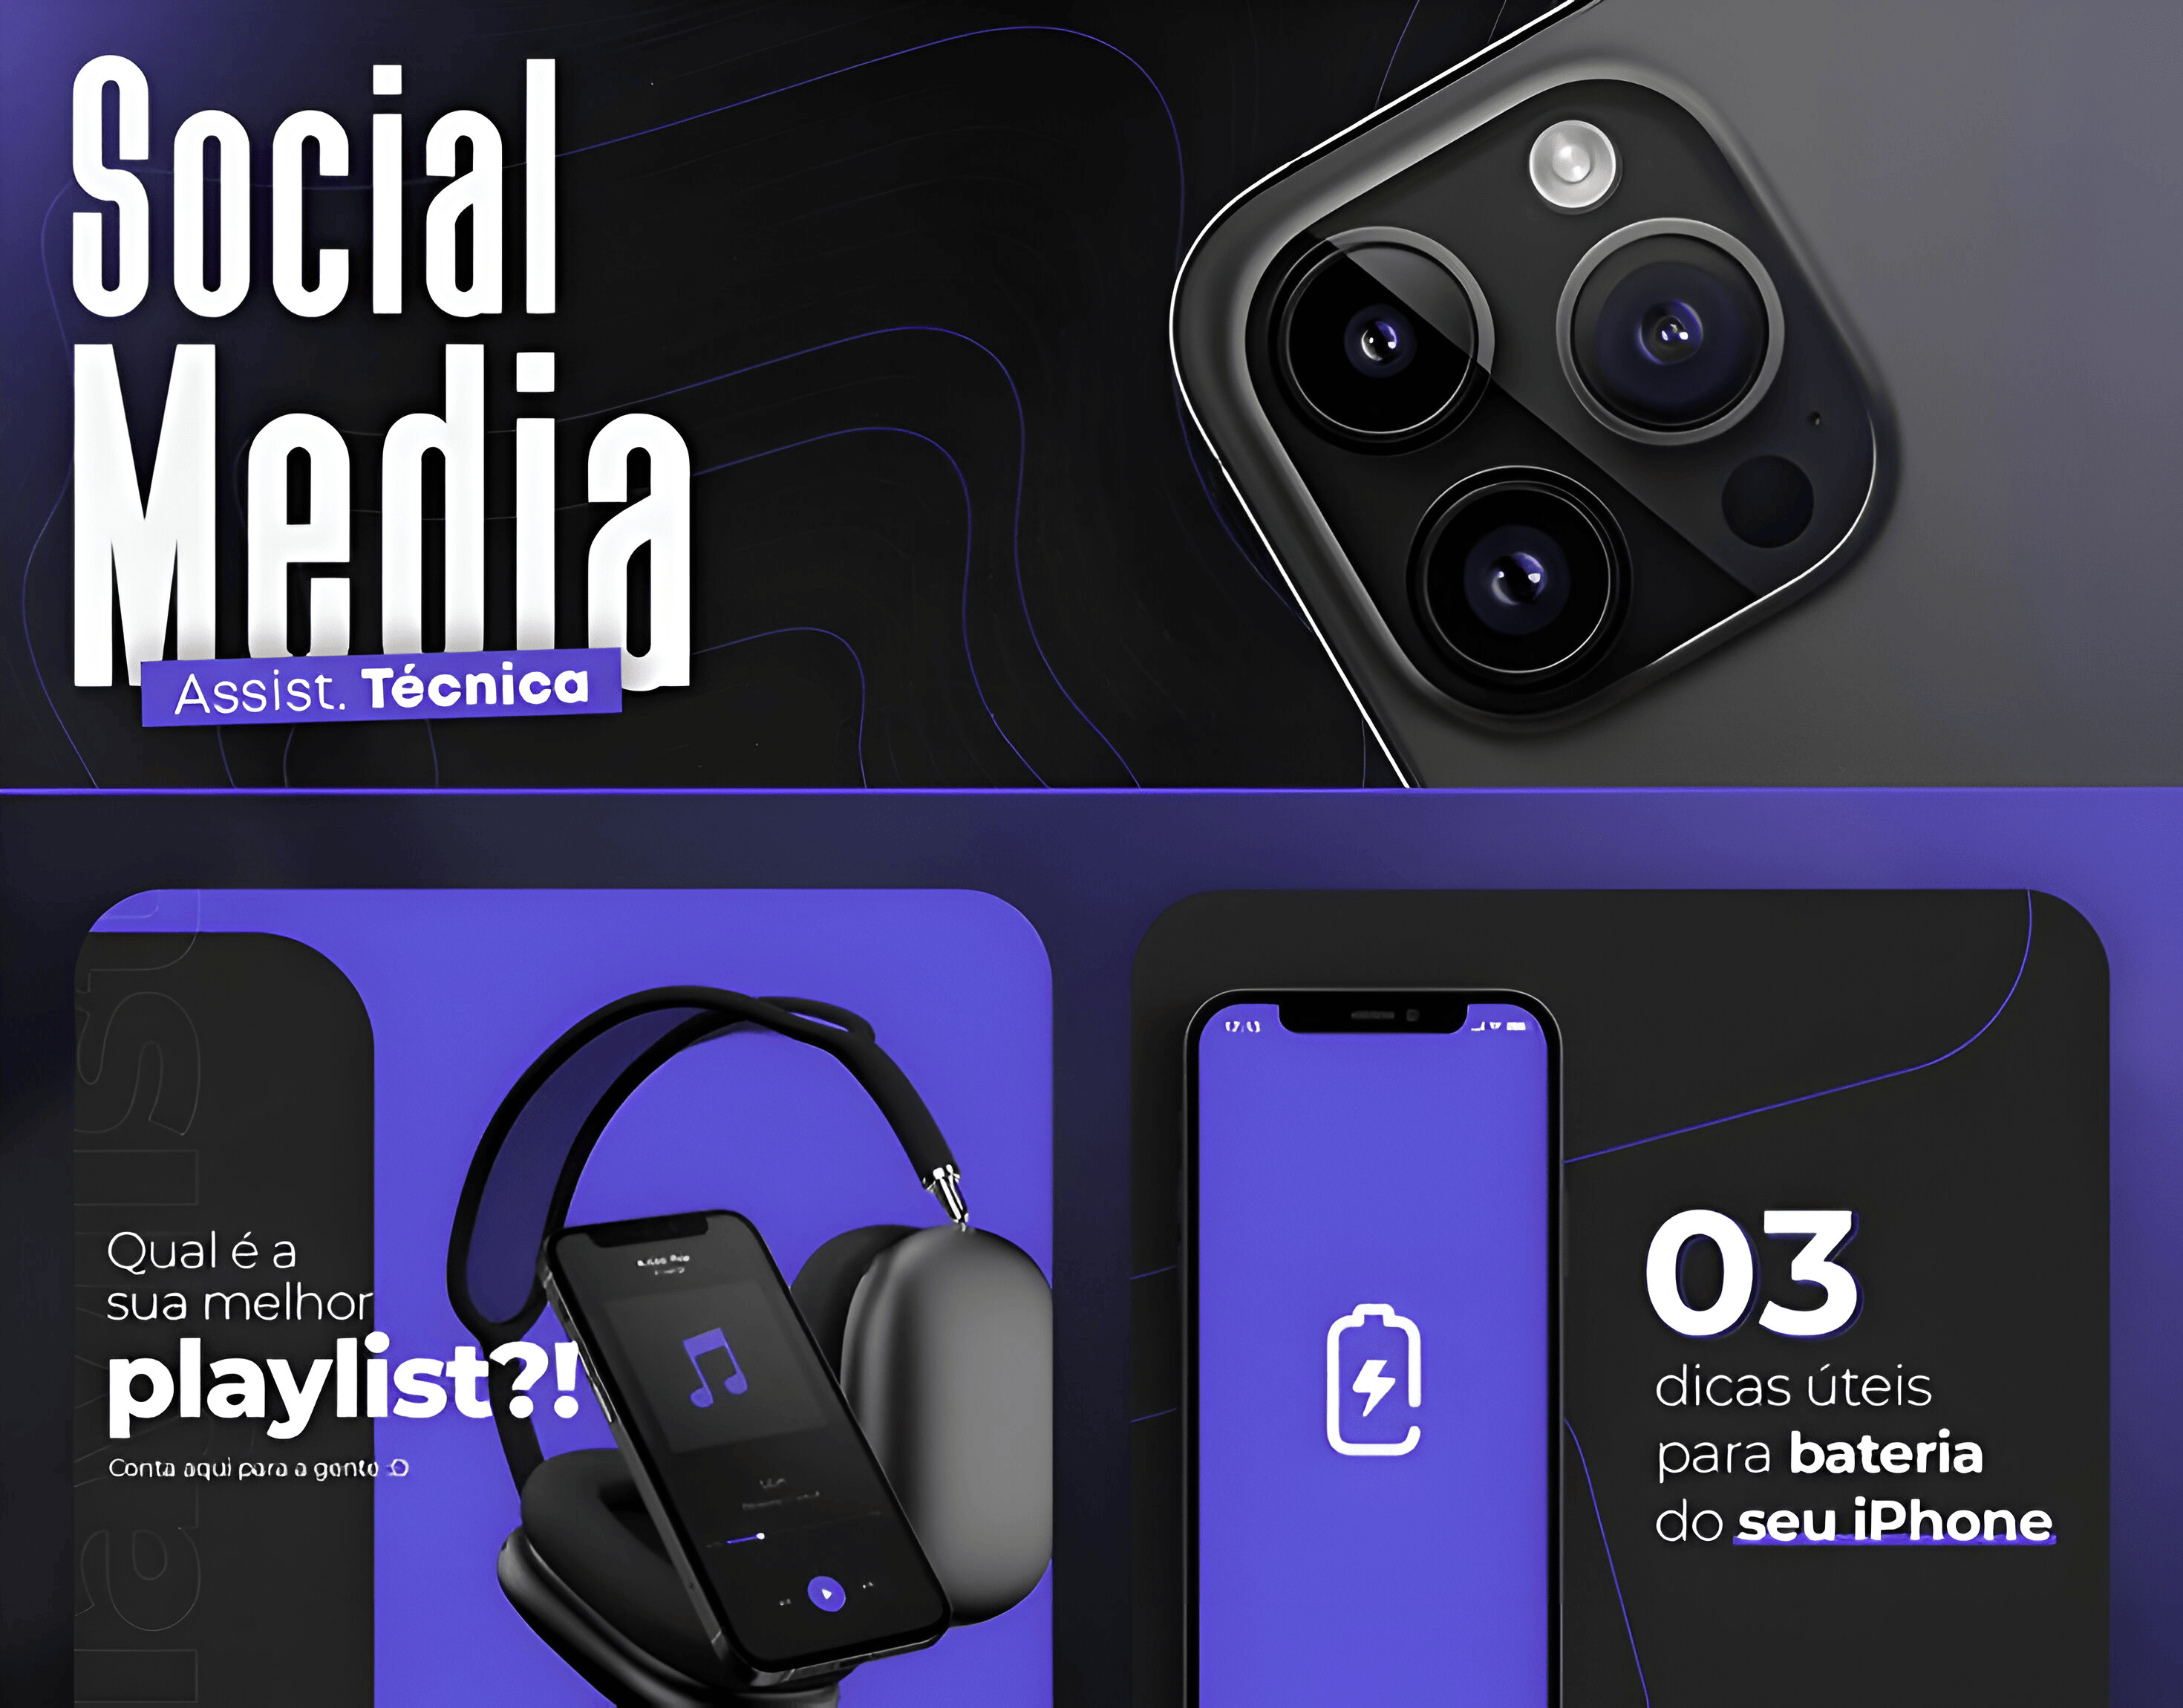 Social
Media
Assist. Técnica
Qual é a
sua melhor
playlist?!
Conta aqui para a gente :D
03
dicas úteis
para bateria
do seu iPhone